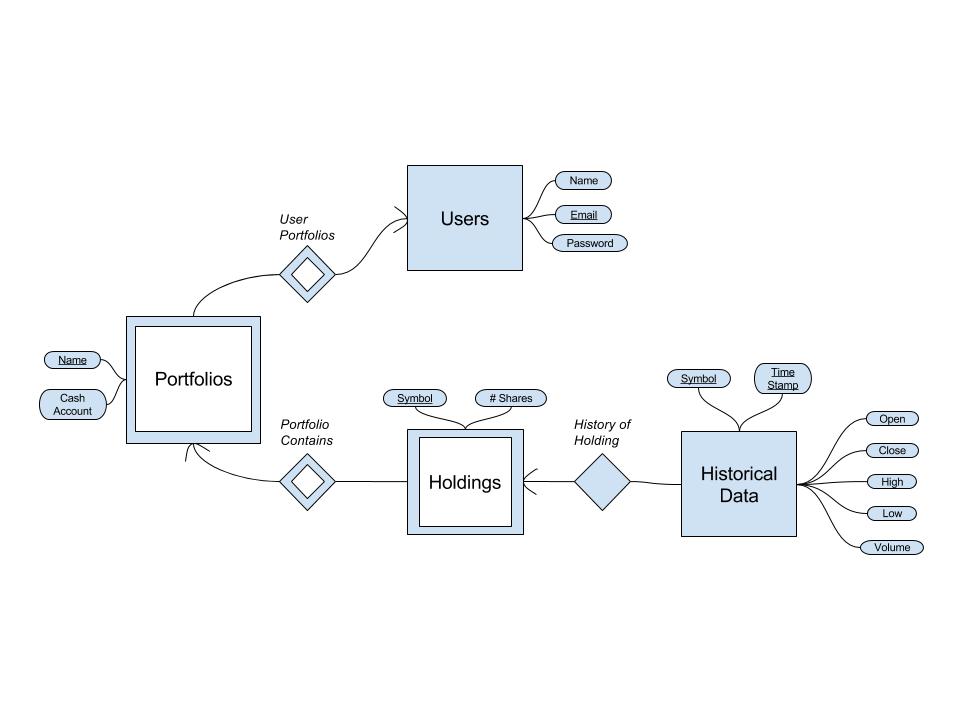 Name
User
Portfolios
Users
Email
Password
Name
Portfolios
Cash
Account
Symbol
# Shares
Portfolio
Contains
Holdings
History of
Holding
Symbol
Time
Stamp
Historical
Data
Open
Close
High
Low
Volume